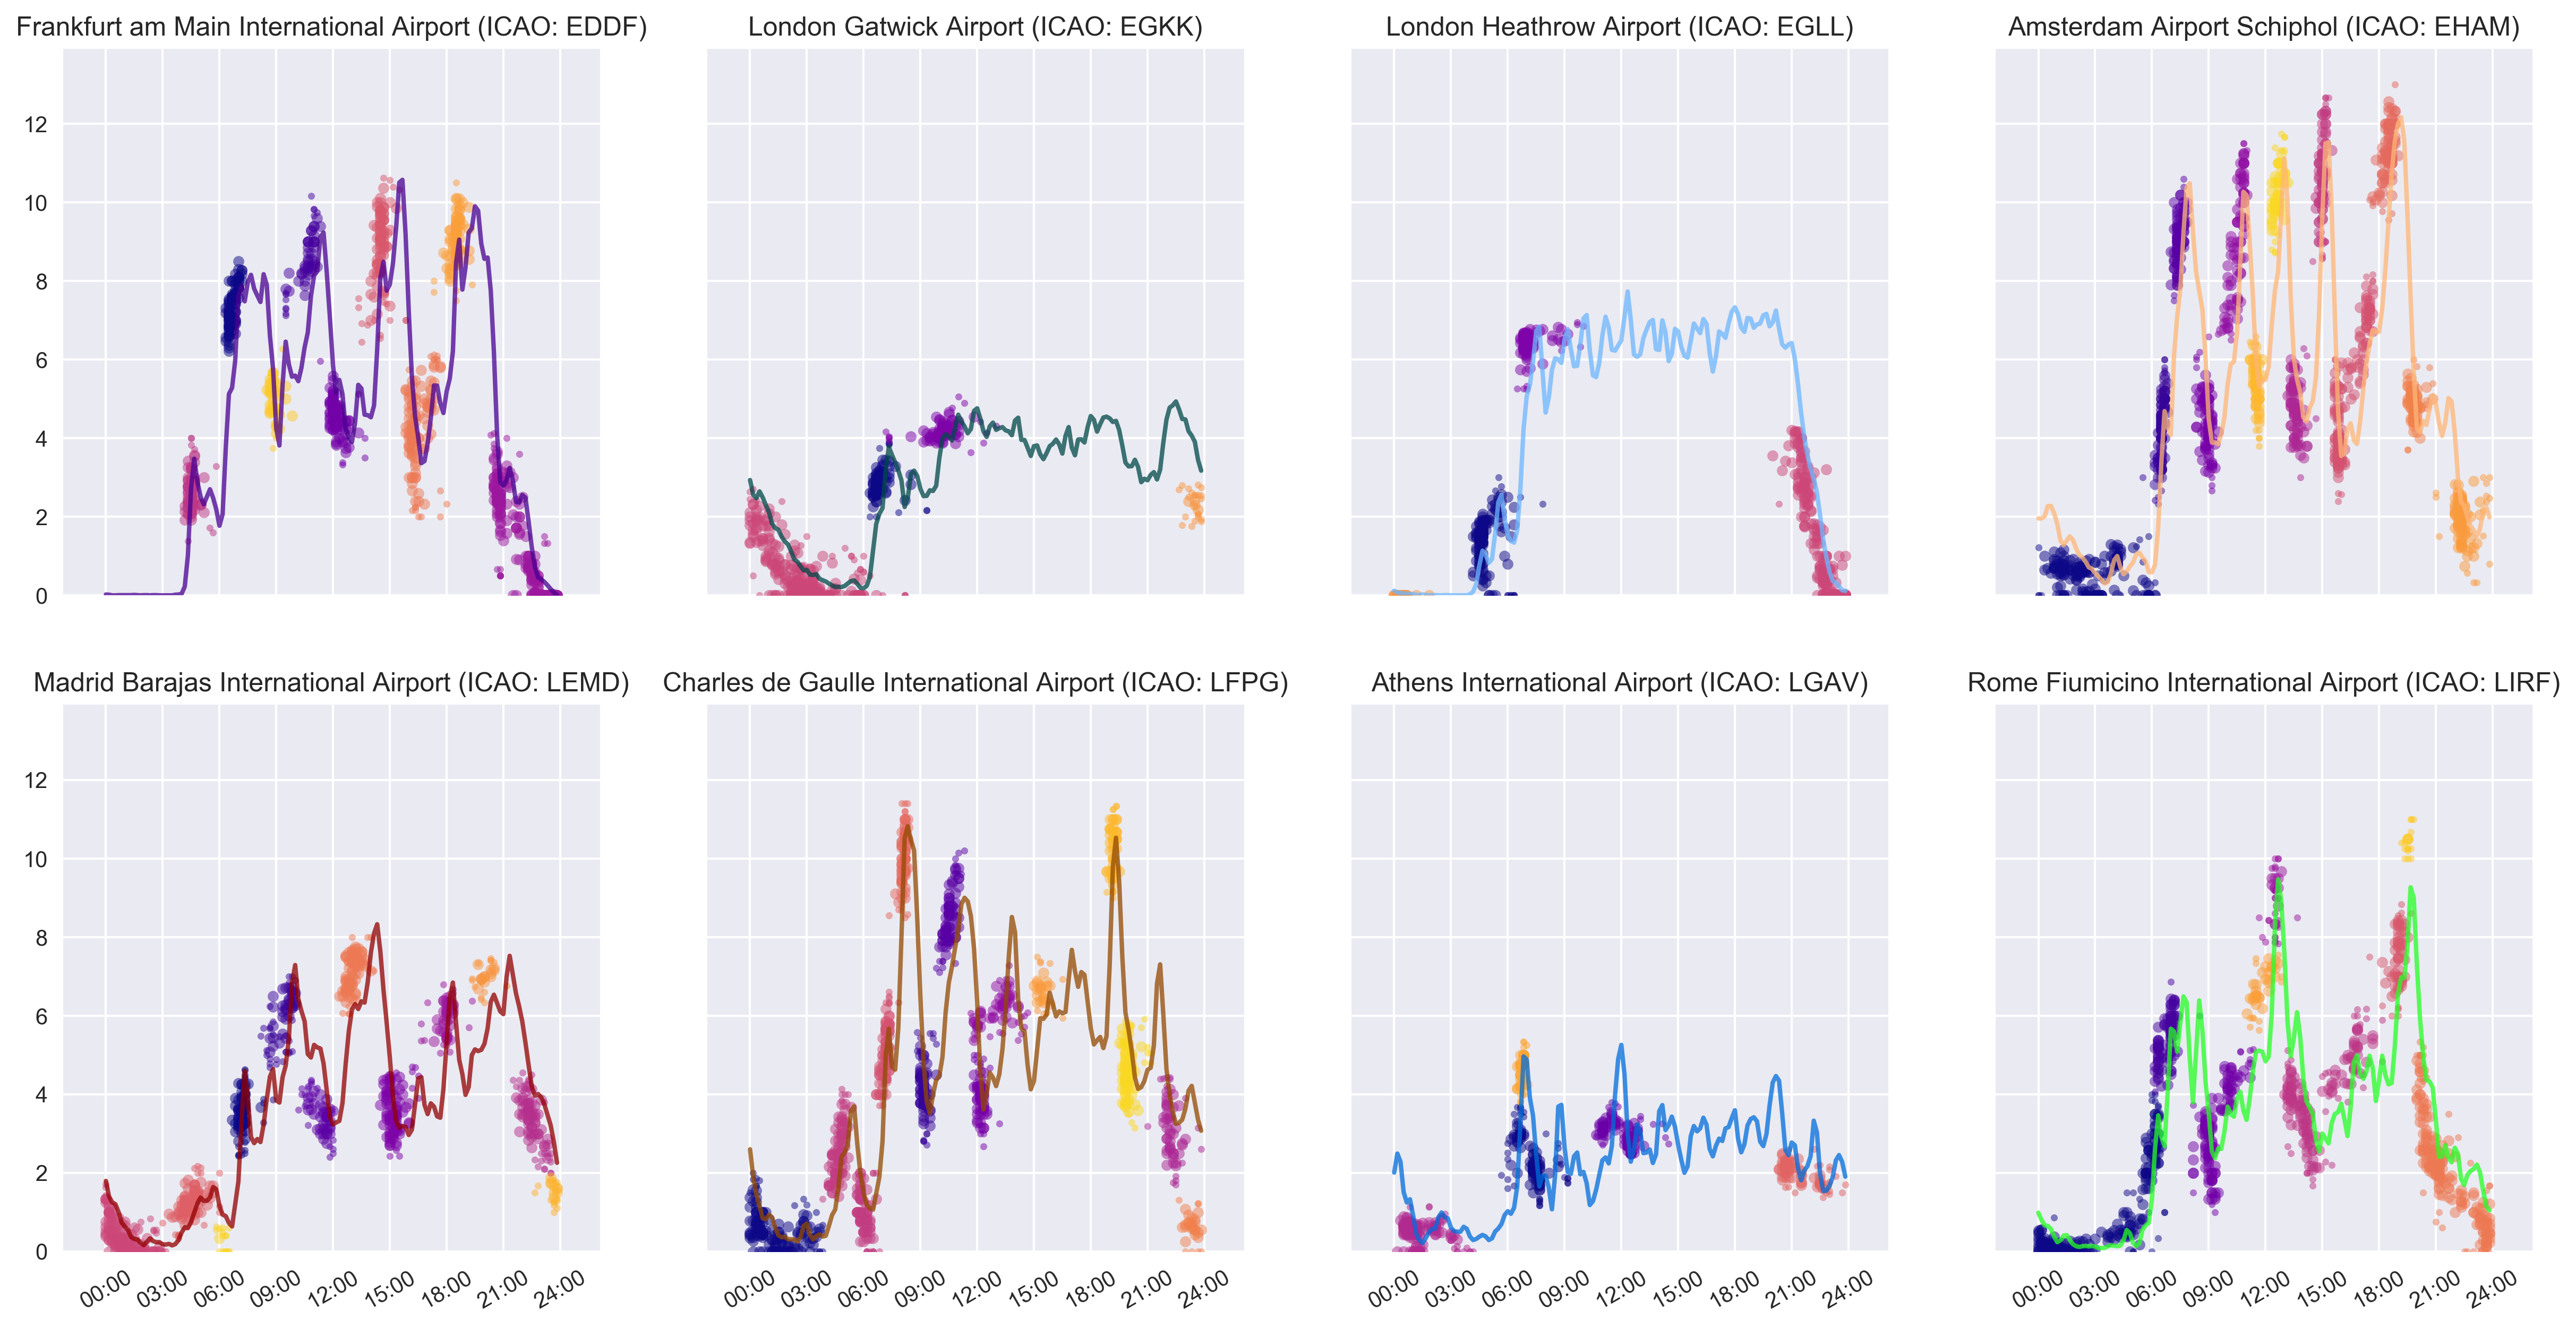 Frankfurt am Main International Airport (ICAO: EDDF)
London Gatwick Airport (ICAO: EGKK)
London Heathrow Airport (ICAO: EGLL)
Amsterdam Airport Schiphol (ICAO: EHAM)
12
10
8
6
4
2
0
Madrid Barajas International Airport (ICAO: LEMD)
Charles de Gaulle International Airport (ICAO: LFPG)
Athens International Airport (ICAO: LGAV)
Rome Fiumicino International Airport (ICAO: LIRF)
12
10
8
6
4
2
0
00:00 03:00 06:00 09:00 12:00 15:00 18:00 21:00 24:00
00:00 03:00 06:00 09:00 12:00 15:00 18:00 21:00 24:00
00:00 03:00 06:00 09:00 12:00 15:00 18:00 21:00 24:00
00:00 03:00 06:00 09:00 12:00 15:00 18:00 21:00 24:00